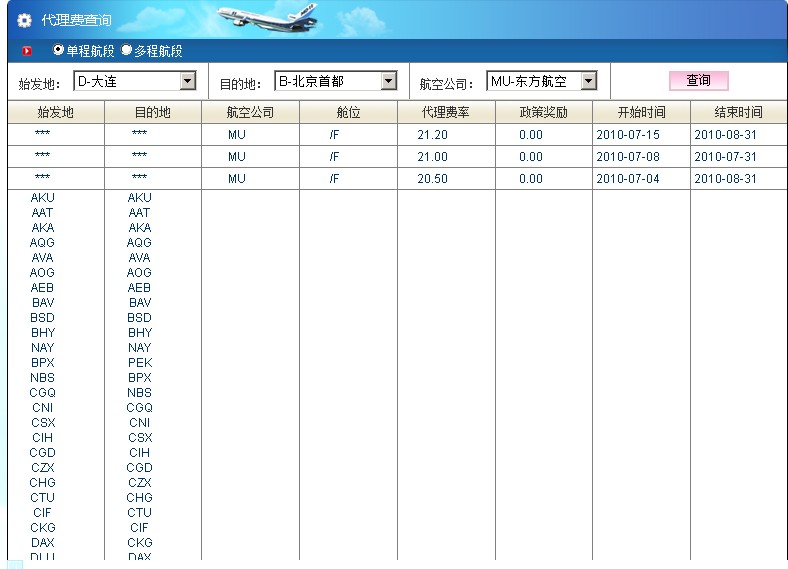 代理费查询
单程航段 多程航段
始发地: D-大连 目的地: B-北京首都 航空公司: MU-东方航空 查询
始发地 目的地 航空公司 舱位 代理费率 政策奖励 开始时间 结束时间
*** *** MU /F 21.20 0.00 2010-07-15 2010-08-31
*** *** MU /F 21.00 0.00 2010-07-08 2010-07-31
*** *** MU /F 20.50 0.00 2010-07-04 2010-08-31
AKU AKU
AAT AAT
AKA AKA
AQG AQG
AVA AVA
AOG AOG
AEB AEB
BAV BAV
BSD BSD
BHY BHY
NAY NAY
BPX PEK
NBS BPX
CGQ NBS
CNI CGQ
CSX CNI
CIH CSX
CGD CIH
CZX CGD
CHG CZX
CTU CHG
CIF CTU
CKG CIF
DAX CKG
DLU DAX